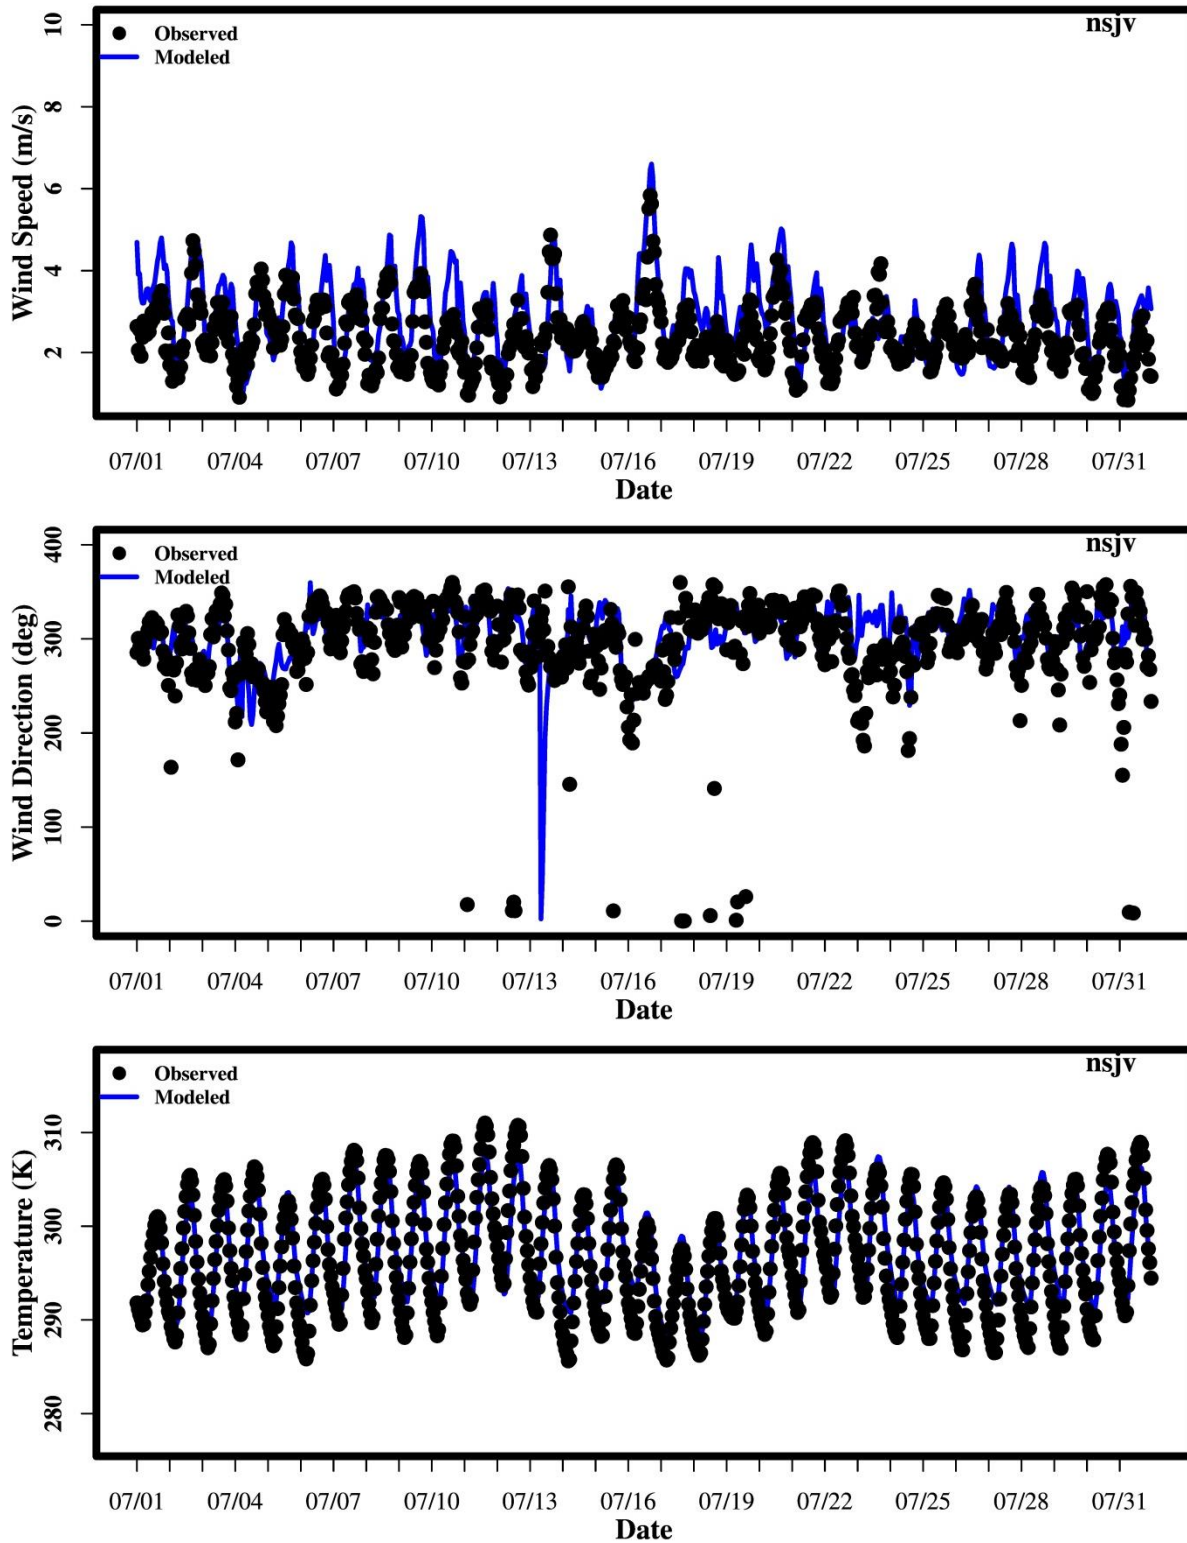 nsjv
Observed
Modeled
Wind Speed (m/s)
10
8
6
4
2
07/01 07/04 07/07 07/10 07/13 07/16 07/19 07/22 07/25 07/28 07/31
Date
nsjv
Observed
Modeled
Wind Direction (deg)
400
300
200
100
0
07/01 07/04 07/07 07/10 07/13 07/16 07/19 07/22 07/25 07/28 07/31
Date
nsjv
Observed
Modeled
Temperature (K)
310
300
290
280
07/01 07/04 07/07 07/10 07/13 07/16 07/19 07/22 07/25 07/28 07/31
Date